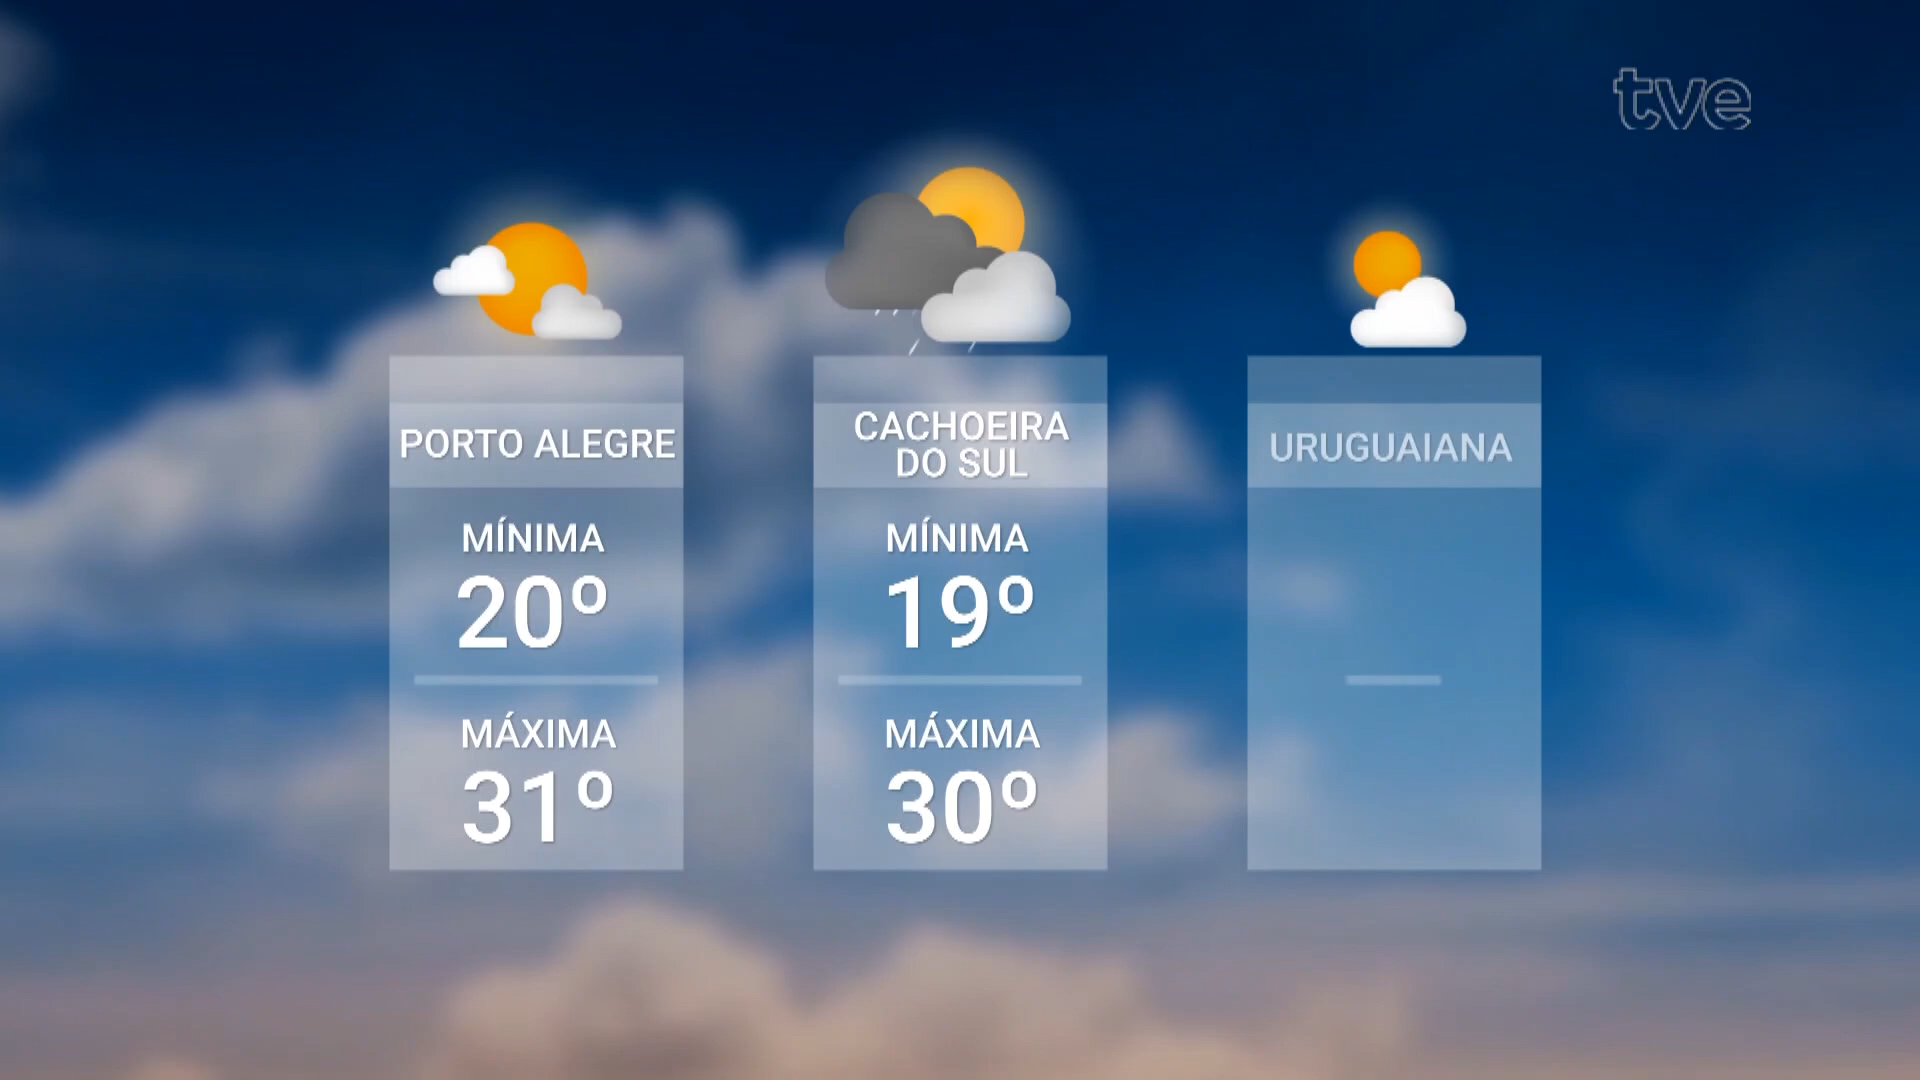 tve
PORTO ALEGRE
MÍNIMA
20º
MÁXIMA
31º
CACHOEIRA
DO SUL
MÍNIMA
19º
MÁXIMA
30º
URUGUAIANA